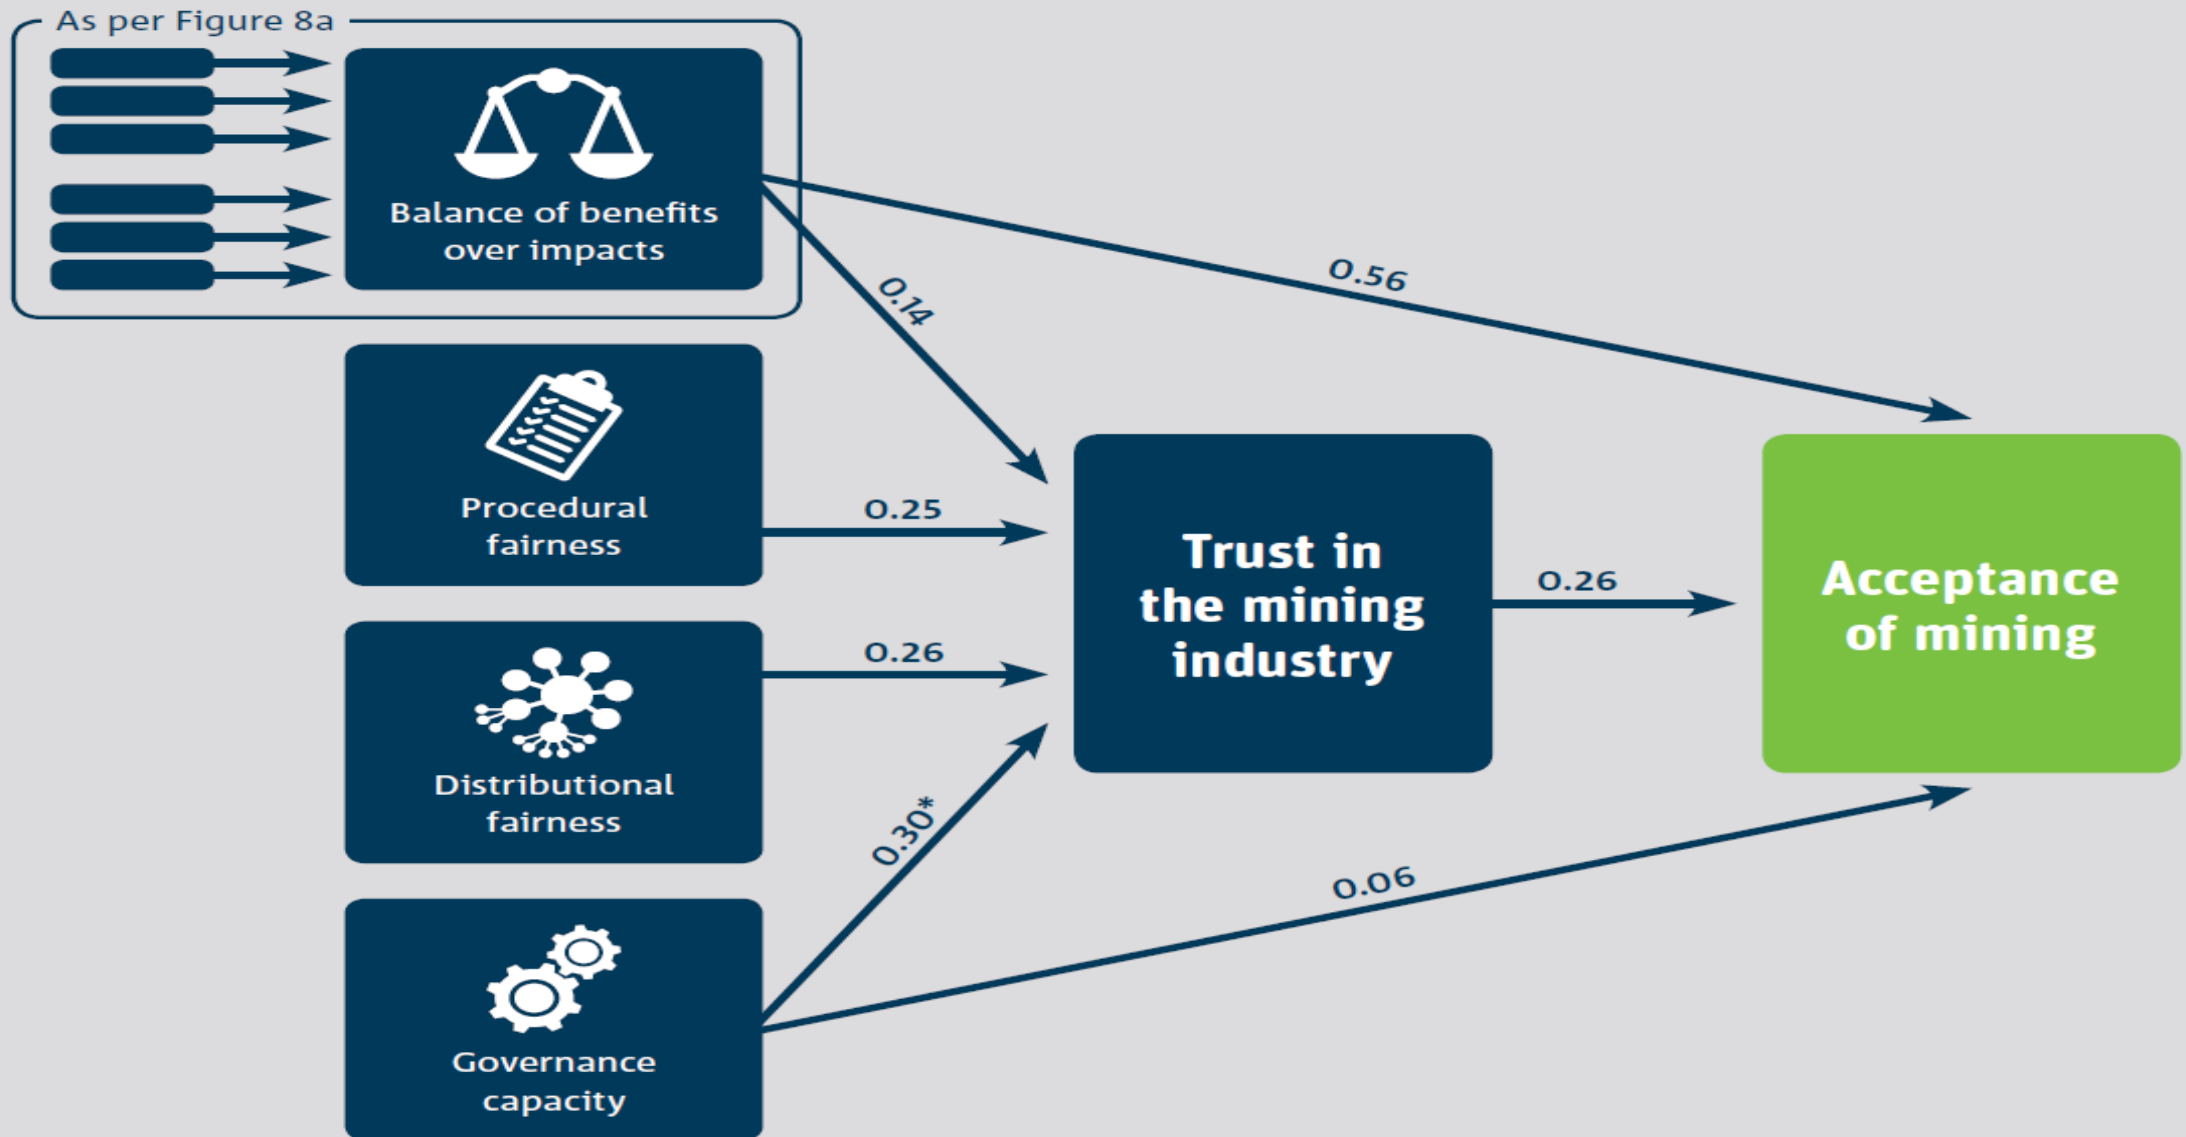 As per Figure 8a
Balance of benefits
over impacts
0.56
0.14
Procedural
fairness
0.25
Distributional
fairness
0.26
Trust in
the mining
industry
0.26
Acceptance
of mining
0.30*
0.06
Governance
capacity